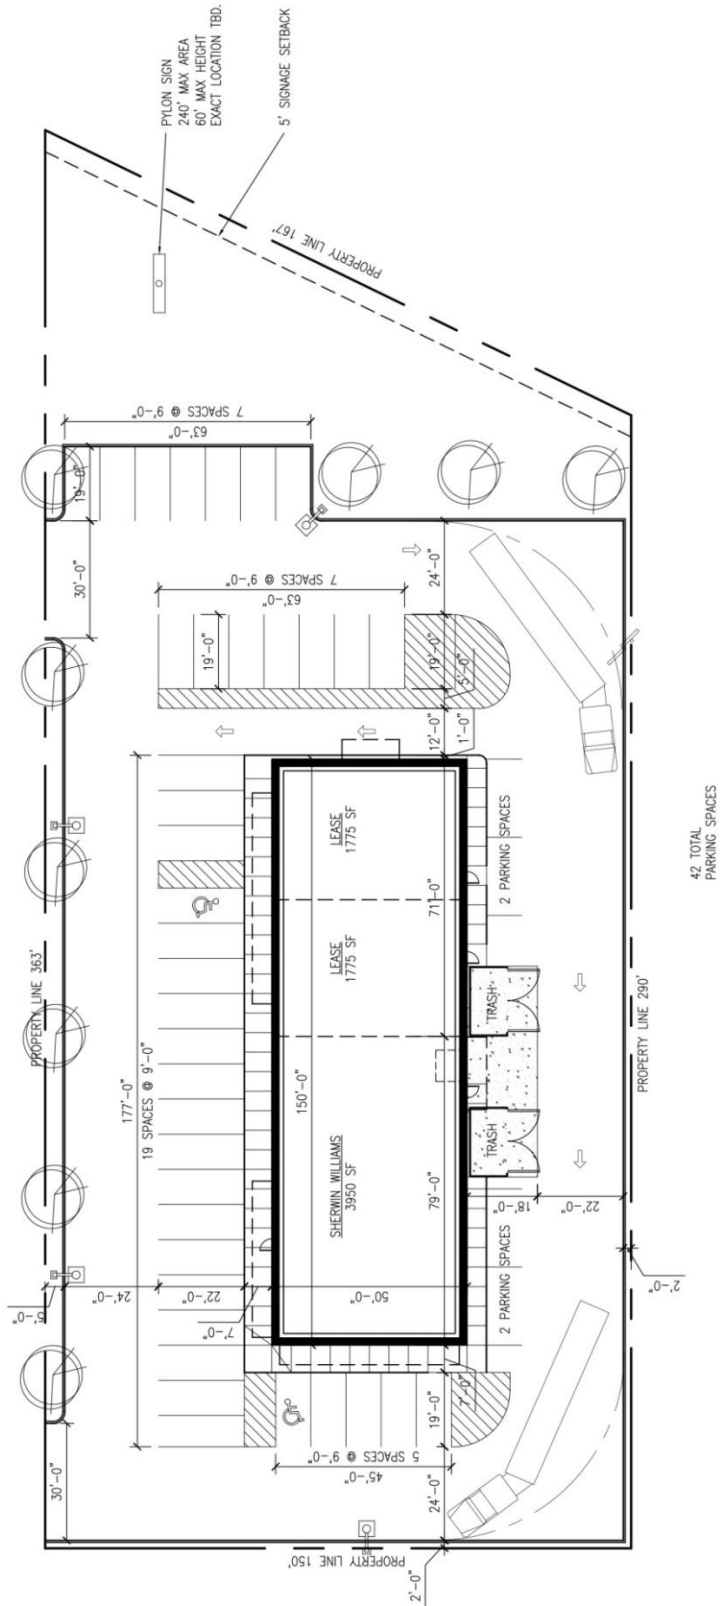 PYLON SIGN
240' MAX AREA
60' MAX HEIGHT
EXACT LOCATION TBD.
5' SIGNAGE SETBACK
PROPERTY LINE 167'
7 SPACES @ 9'-0"
63'-0"
19'-0"
30'-0"
7 SPACES @ 9'-0"
63'-0"
24'-0"
19'-0"
19'-0"
5'-0"
12'-0"
1'-0"
PROPERTY LINE 363'
177'-0"
19 SPACES @ 9'-0"
LEASE
1775 SF
LEASE
1775 SF
71'-0"
2 PARKING SPACES
42 TOTAL
PARKING SPACES
150'-0"
TRASH
TRASH
PROPERTY LINE 290'
SHERWIN WILLIAMS
3950 SF
79'-0"
18'-0"
22'-0"
5'-0"
24'-0"
22'-0"
7'-0"
50'-0"
2 PARKING SPACES
2'-0"
7'-0"
19'-0"
5 SPACES @ 9'-0"
45'-0"
30'-0"
24'-0"
PROPERTY LINE 150'
2'-0"